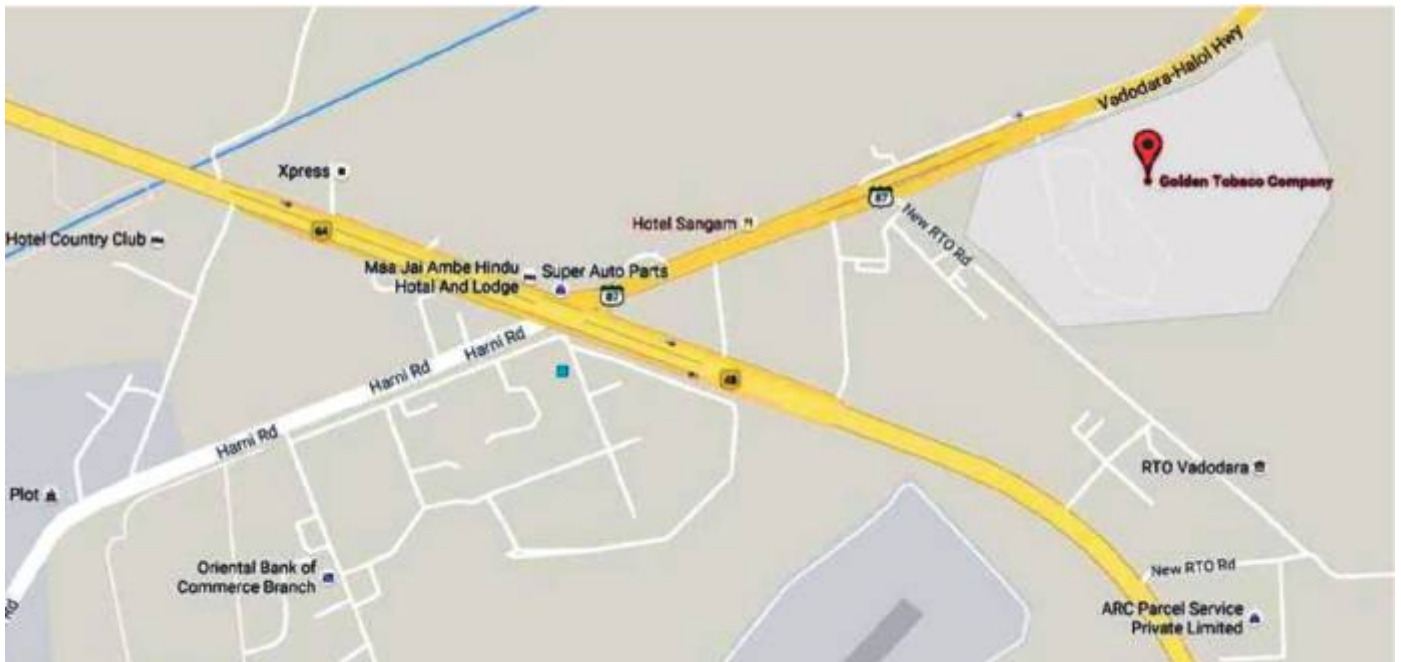 Vadodara-Halol Hwy
Xpress
Golden Tobaco Company
87
Hotel Sangam
New RTO Rd
64
Hotel Country Club
Maa Jai Ambe Hindu
Hotal And Lodge
Super Auto Parts
87
Harni Rd
Harni Rd
48
Harni Rd
RTO Vadodara
Plot
Oriental Bank of
Commerce Branch
New RTO Rd
Rd
ARC Parcel Service
Private Limited